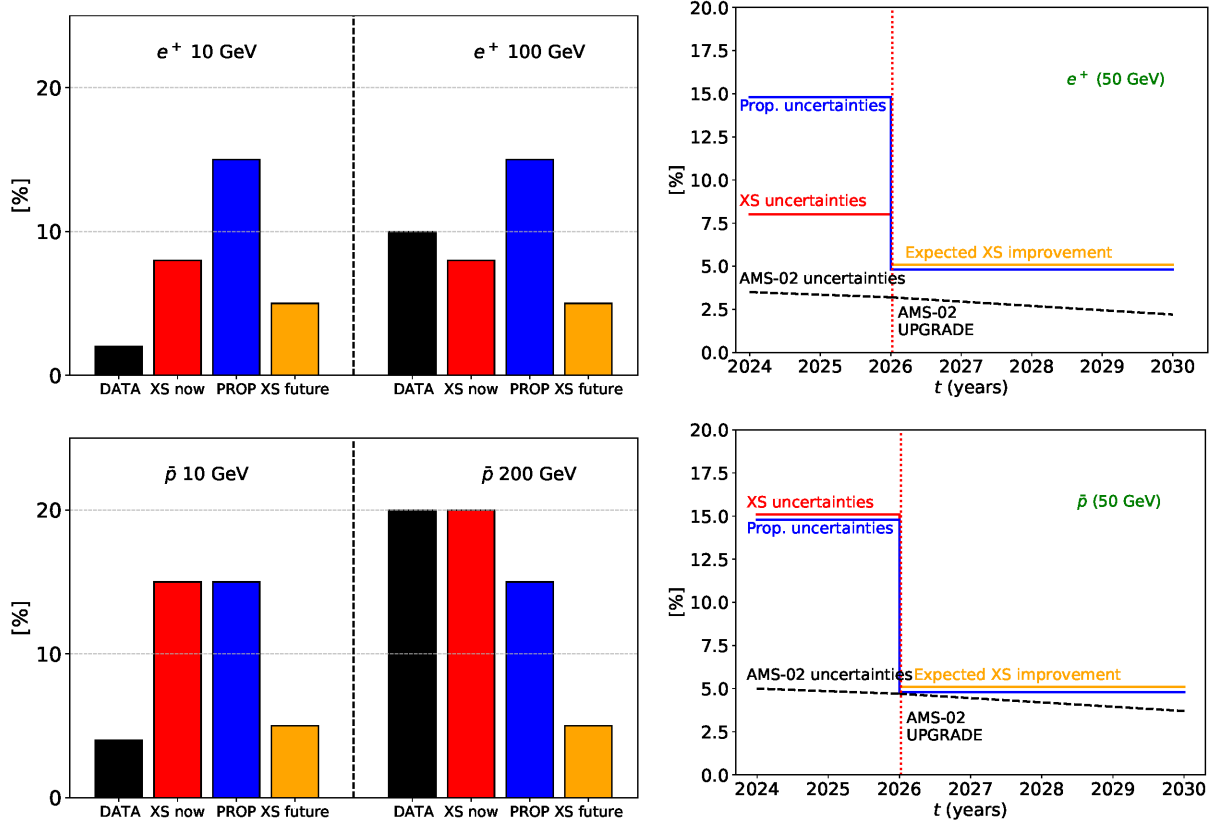 e⁺ 10 GeV
e⁺ 100 GeV
20
10
0
[%]
DATA XS now PROP XS future
DATA XS now PROP XS future
20.0
17.5
15.0
12.5
10.0
7.5
5.0
2.5
0.0
[%]
e⁺ (50 GeV)
Prop. uncertainties
XS uncertainties
Expected XS improvement
AMS-02 uncertainties
AMS-02
UPGRADE
2024 2025 2026 2027 2028 2029 2030
t (years)
p̄ 10 GeV
p̄ 200 GeV
20
10
0
[%]
DATA XS now PROP XS future
DATA XS now PROP XS future
20.0
17.5
15.0
12.5
10.0
7.5
5.0
2.5
0.0
[%]
XS uncertainties
p̄ (50 GeV)
Prop. uncertainties
AMS-02 uncertainties
Expected XS improvement
AMS-02
UPGRADE
2024 2025 2026 2027 2028 2029 2030
t (years)